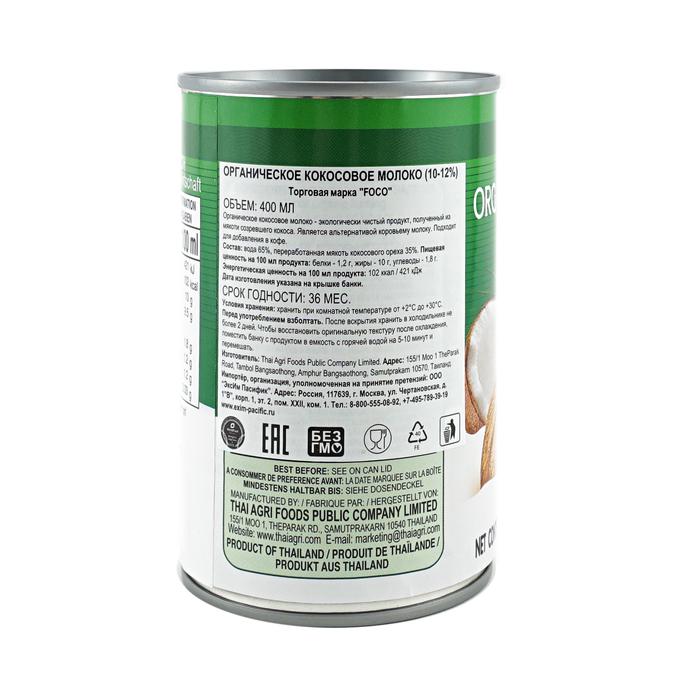 ОРГАНИЧЕСКОЕ КОКОСОВОЕ МОЛОКО (10-12%)
Торговая марка "FOCO"
ОБЪЕМ: 400 МЛ
Органическое кокосовое молоко - экологически чистый продукт, полученный из
мякоти созревшего кокоса. Является альтернативой коровьему молоку. Подходит
для добавления в кофе.
Состав: вода 65%, переработанная мякоть кокосового ореха 35%. Пищевая
ценность на 100 мл продукта: белки - 1,2 г, жиры - 10 г, углеводы - 1,8 г.
Энергетическая ценность на 100 мл продукта: 102 ккал / 421 кДж
Дата изготовления указана на крышке банки.
СРОК ГОДНОСТИ: 36 МЕС.
Условия хранения: хранить при комнатной температуре от +2°C до +30°C.
Перед употреблением взболтать. После вскрытия хранить в холодильнике не
более 2 дней. Чтобы восстановить оригинальную текстуру после охлаждения,
поместить банку с продуктом в емкость с горячей водой на 5-10 минут и
перемешать.
Изготовитель: Thai Agri Foods Public Company Limited. Адрес: 155/1 Moo 1 TheParak
Road, Tambol Bangsaothong, Amphur Bangsaothong, Samutprakarn 10570, Таиланд.
Импортёр, организация, уполномоченная на принятие претензий: ООО
"ЭксИм Пасифик". Адрес: Россия, 117639, г. Москва, ул. Чертановская, д.
1"В", корп. 1, эт. 2, пом. XXII, ком. 1. Тел.: 8-800-555-08-92, +7-495-789-39-19
www.exim-pacific.ru
EAC
БЕЗ
ГМО
40
FE
BEST BEFORE: SEE ON CAN LID
A CONSOMMER DE PREFERENCE AVANT: LA DATE MARQUEE SUR LA BOÎTE
MINDESTENS HALTBAR BIS: SIEHE DOSENDECKEL
MANUFACTURED BY: / FABRIQUE PAR: / HERGESTELLT VON:
THAI AGRI FOODS PUBLIC COMPANY LIMITED
155/1 MOO 1, THEPARAK RD., SAMUTPRAKARN 10540 THAILAND
Website: www.thaiagri.com E-mail: marketing@thaiagri.com
PRODUCT OF THAILAND / PRODUIT DE THAÏLANDE /
PRODUKT AUS THAILAND